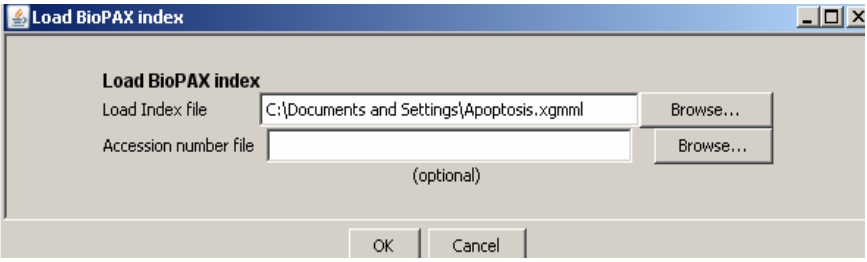 Load BioPAX index
Load BioPAX index
Load Index file C:\Documents and Settings\Apoptosis.xgmml Browse...
Accession number file Browse...
(optional)
OK Cancel